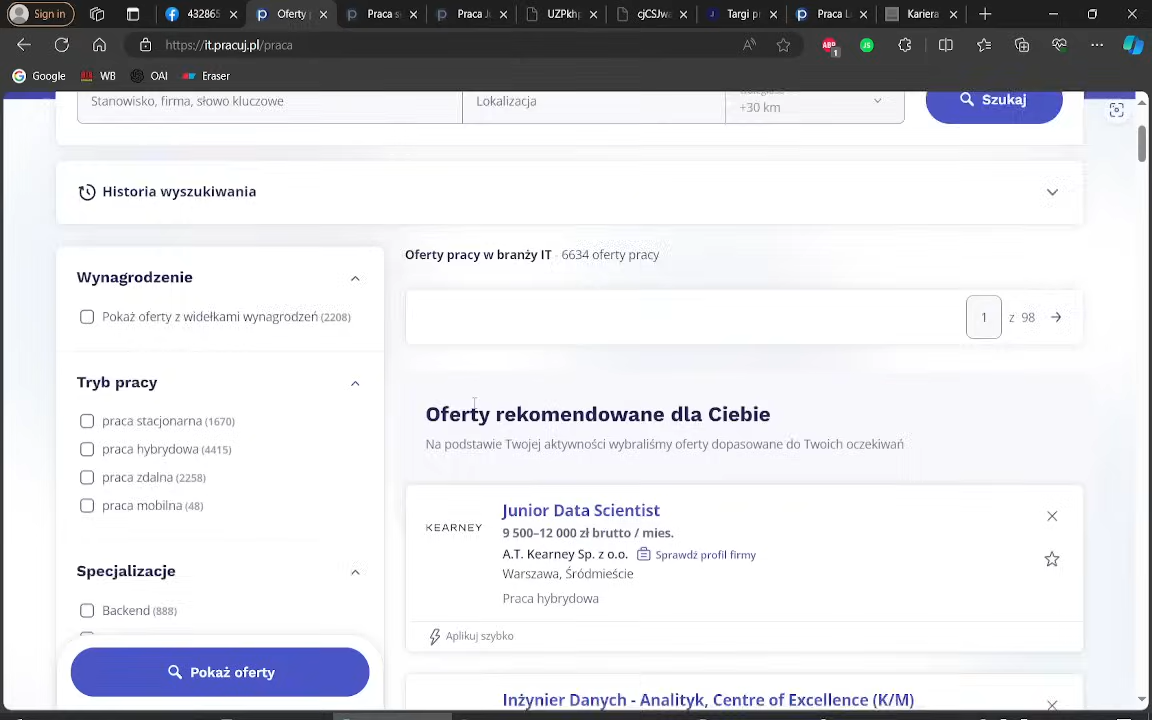 Sign in
43286
Oferty
Praca s
Praca J
UZPkh
cjCSJw
Targi p
Praca
Kariera
https://it.pracuj.pl/praca
ABP
1
Google
WB
OAI
Eraser
Stanowisko, firma, słowo kluczowe
Lokalizacja
+30 km
Szukaj
Historia wyszukiwania
Wynagrodzenie
Pokaż oferty z widełkami wynagrodzeń (2208)
Tryb pracy
praca stacjonarna (1670)
praca hybrydowa (4415)
praca zdalna (2258)
praca mobilna (48)
Specjalizacje
Backend (888)
Pokaż oferty
Oferty pracy w branży IT · 6634 oferty pracy
1 z 98
Oferty rekomendowane dla Ciebie
Na podstawie Twojej aktywności wybraliśmy oferty dopasowane do Twoich oczekiwań
KEARNEY
Junior Data Scientist
9 500–12 000 zł brutto / mies.
A.T. Kearney Sp. z o.o. Sprawdź profil firmy
Warszawa, Śródmieście
Praca hybrydowa
Aplikuj szybko
Inżynier Danych - Analityk, Centre of Excellence (K/M)